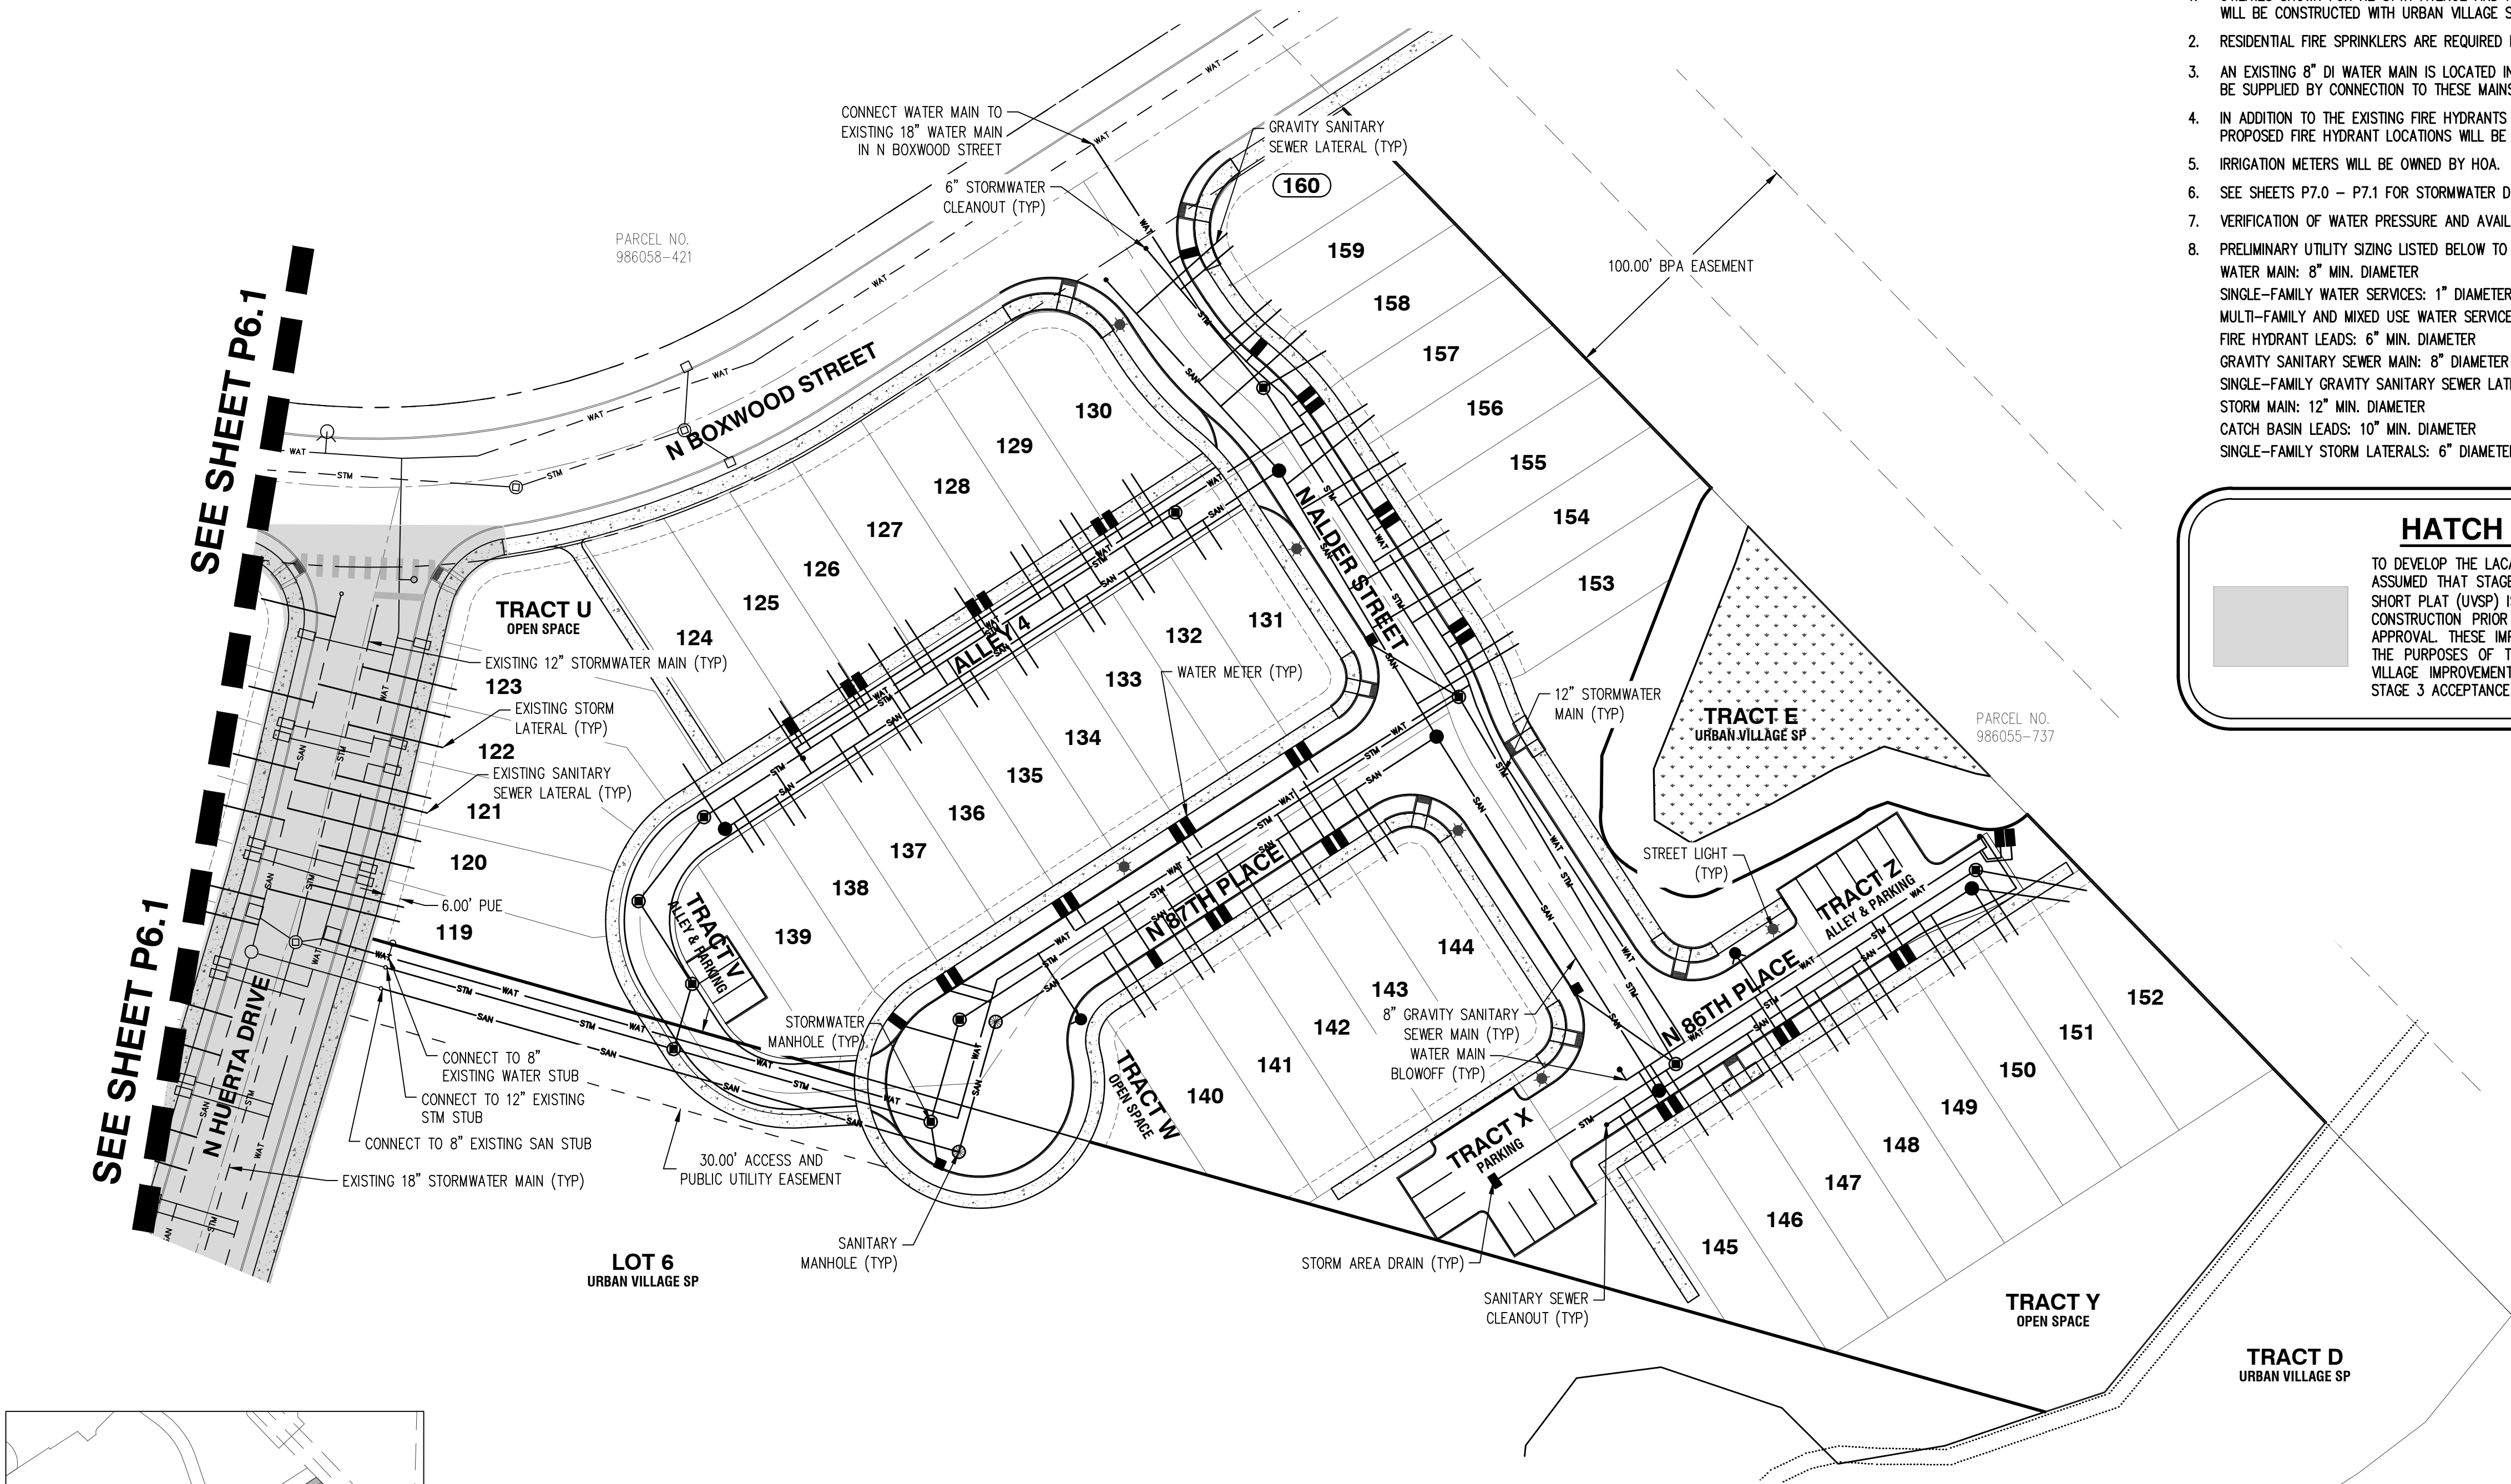 WILL BE CONSTRUCTED WITH URBAN VILLAGE S
2. RESIDENTIAL FIRE SPRINKLERS ARE REQUIRED
3. AN EXISTING 8" DI WATER MAIN IS LOCATED IN
BE SUPPLIED BY CONNECTION TO THESE MAINS
4. IN ADDITION TO THE EXISTING FIRE HYDRANTS
PROPOSED FIRE HYDRANT LOCATIONS WILL BE
5. IRRIGATION METERS WILL BE OWNED BY HOA.
6. SEE SHEETS P7.0 – P7.1 FOR STORMWATER D
7. VERIFICATION OF WATER PRESSURE AND AVAIL
8. PRELIMINARY UTILITY SIZING LISTED BELOW TO
WATER MAIN: 8" MIN. DIAMETER
SINGLE–FAMILY WATER SERVICES: 1" DIAMETER
MULTI–FAMILY AND MIXED USE WATER SERVICE
FIRE HYDRANT LEADS: 6" MIN. DIAMETER
GRAVITY SANITARY SEWER MAIN: 8" DIAMETER
SINGLE–FAMILY GRAVITY SANITARY SEWER LATE
STORM MAIN: 12" MIN. DIAMETER
CATCH BASIN LEADS: 10" MIN. DIAMETER
SINGLE–FAMILY STORM LATERALS: 6" DIAMETE
HATCH
TO DEVELOP THE LACA
ASSUMED THAT STAGE
SHORT PLAT (UVSP) IS
CONSTRUCTION PRIOR
APPROVAL. THESE IMP
THE PURPOSES OF T
VILLAGE IMPROVEMENT
STAGE 3 ACCEPTANCE
CONNECT WATER MAIN TO
EXISTING 18" WATER MAIN
IN N BOXWOOD STREET
6" STORMWATER
CLEANOUT (TYP)
GRAVITY SANITARY
SEWER LATERAL (TYP)
160
159
158
157
156
155
154
153
100.00' BPA EASEMENT
PARCEL NO.
986058-421
SEE SHEET P6.1
N BOXWOOD STREET
130
129
128
127
126
125
124
TRACT U
OPEN SPACE
EXISTING 12" STORMWATER MAIN (TYP)
123
EXISTING STORM
LATERAL (TYP)
122
EXISTING SANITARY
SEWER LATERAL (TYP)
121
120
6.00' PUE
119
ALLEY 4
N ALDER STREET
131
132
133
WATER METER (TYP)
134
135
136
137
138
139
12" STORMWATER
MAIN (TYP)
TRACT E
URBAN VILLAGE SP
PARCEL NO.
986055-737
STREET LIGHT
(TYP)
TRACT Z
ALLEY & PARKING
N 87TH PLACE
TRACT V
ALLEY & PARKING
144
143
142
141
140
TRACT W
OPEN SPACE
8" GRAVITY SANITARY
SEWER MAIN (TYP)
WATER MAIN
BLOWOFF (TYP)
N 86TH PLACE
152
151
150
149
148
147
146
145
STORMWATER
MANHOLE (TYP)
SEE SHEET P6.1
N HUERTA DRIVE
CONNECT TO 8"
EXISTING WATER STUB
CONNECT TO 12" EXISTING
STM STUB
CONNECT TO 8" EXISTING SAN STUB
EXISTING 18" STORMWATER MAIN (TYP)
30.00' ACCESS AND
PUBLIC UTILITY EASEMENT
TRACT X
PARKING
SANITARY
MANHOLE (TYP)
STORM AREA DRAIN (TYP)
SANITARY SEWER
CLEANOUT (TYP)
LOT 6
URBAN VILLAGE SP
TRACT Y
OPEN SPACE
TRACT D
URBAN VILLAGE SP
WAT
STM
SAN